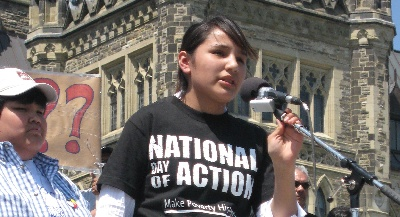 ??
NATIONAL
DAY
OF ACTION
Make Poverty